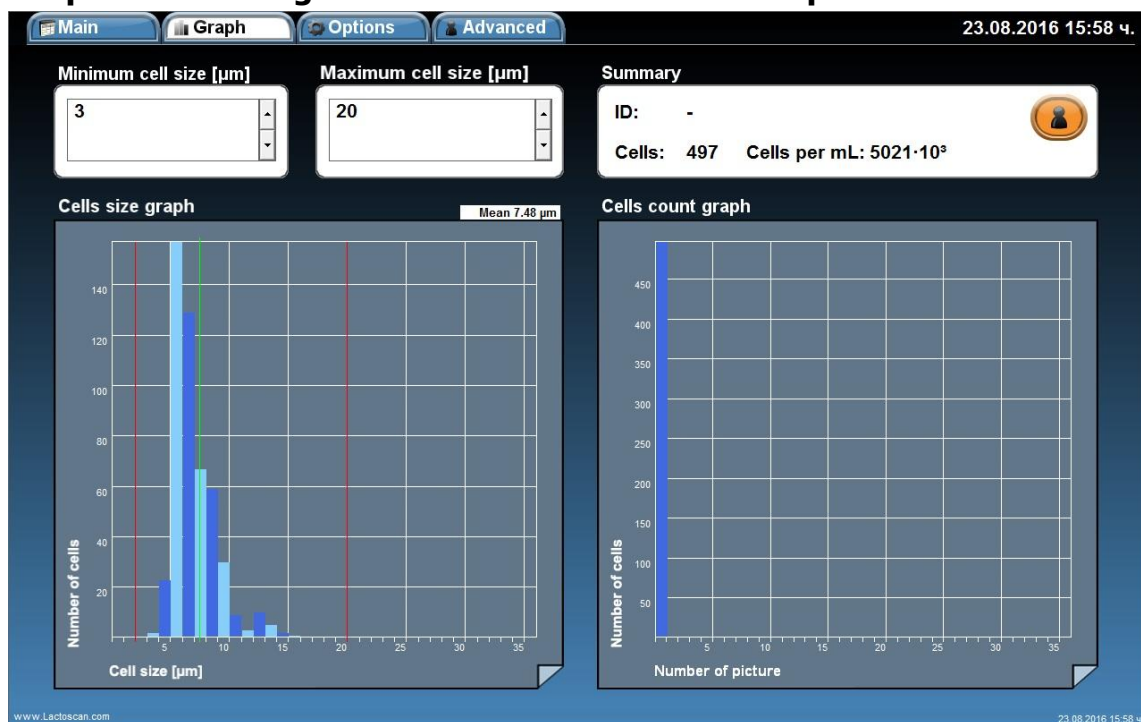 Main
Graph
Options
Advanced
23.08.2016 15:58 ч.
Minimum cell size [µm]
3
Maximum cell size [µm]
20
Summary
ID: -
Cells: 497 Cells per mL: 5021·10³
Cells size graph
Mean 7.48 µm
140
120
100
80
60
40
20
Number of cells
5 10 15 20 25 30 35
Cell size [µm]
Cells count graph
450
400
350
300
250
200
150
100
50
Number of cells
5 10 15 20 25 30 35
Number of picture
www.Lactoscan.com
23.08.2016 15:58 ч